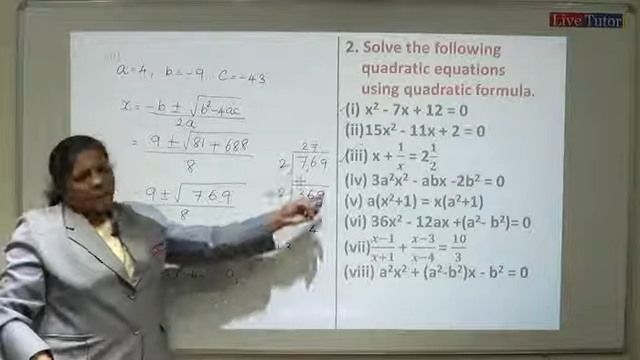 Live Tutor
a = 4, b = -9, c = -43
x = -b ± √b² - 4ac
2a
= 9 ± √81 + 688
8
9 ± √769
8
27
2 769
2. Solve the following
quadratic equations
using quadratic formula.
(i) x² - 7x + 12 = 0
(ii) 15x² - 11x + 2 = 0
(iii) x + 1/x = 2 1/2
(iv) 3a²x² - abx - 2b² = 0
(v) a(x²+1) = x(a²+1)
(vi) 36x² - 12ax +(a²- b²)= 0
(vii) x−1/x+1 + x−3/x−4 = 10/3
(viii) a²x² + (a²-b²)x - b² = 0